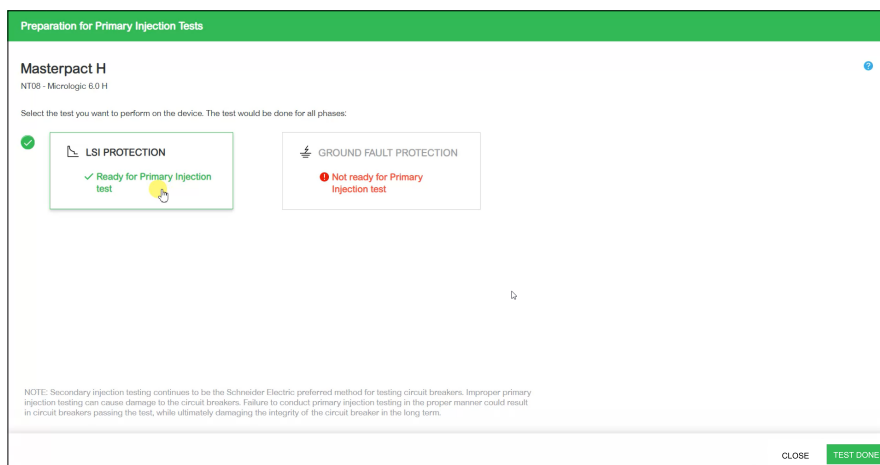 Preparation for Primary Injection Tests
Masterpact H
NT08 - Micrologic 6.0 H
Select the test you want to perform on the device. The test would be done for all phases:
LSI PROTECTION
Ready for Primary Injection
test
GROUND FAULT PROTECTION
Not ready for Primary
Injection test
NOTE: Secondary injection testing continues to be the Schneider Electric preferred method for testing circuit breakers. Improper primary
injection testing can cause damage to the circuit breakers. Failure to conduct primary injection testing in the proper manner could result
in circuit breakers passing the test, while ultimately damaging the integrity of the circuit breaker in the long term.
CLOSE
TEST DONE